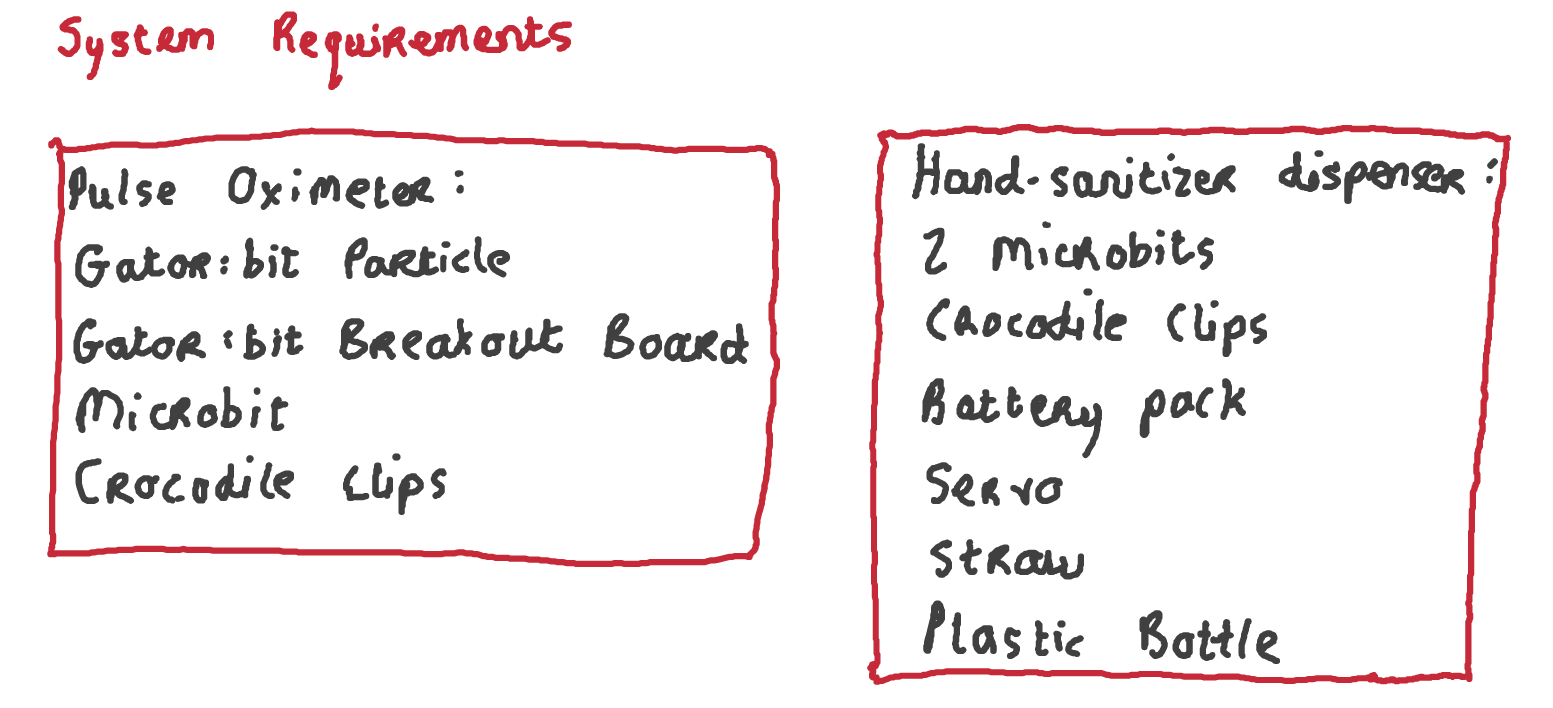 System Requirements
Pulse Oximeter:
Gator:bit Particle
Gator:bit Breakout Board
Microbit
Crocodile Clips
Hand-sanitizer dispenser:
2 Microbits
Crocodile Clips
Battery pack
Servo
Straw
Plastic Bottle